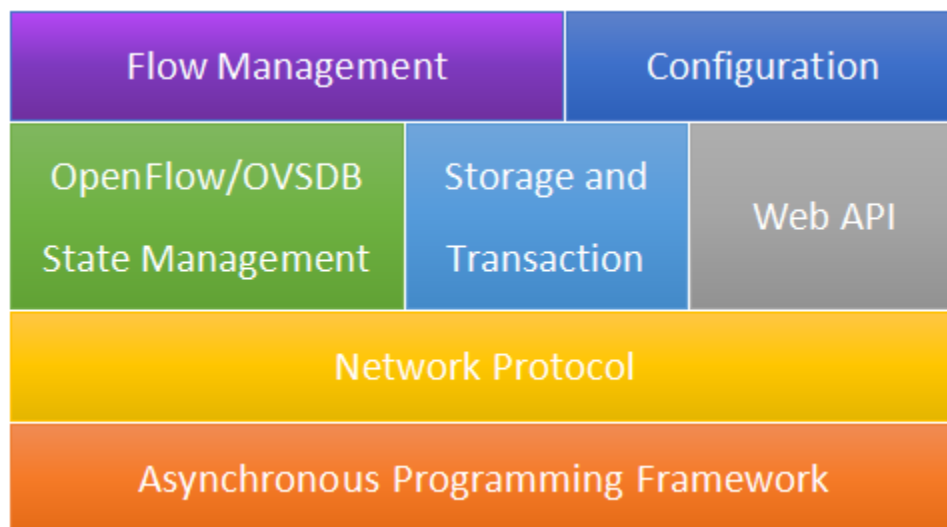 Flow Management
Configuration
OpenFlow/OVSDB
State Management
Storage and
Transaction
Web API
Network Protocol
Asynchronous Programming Framework